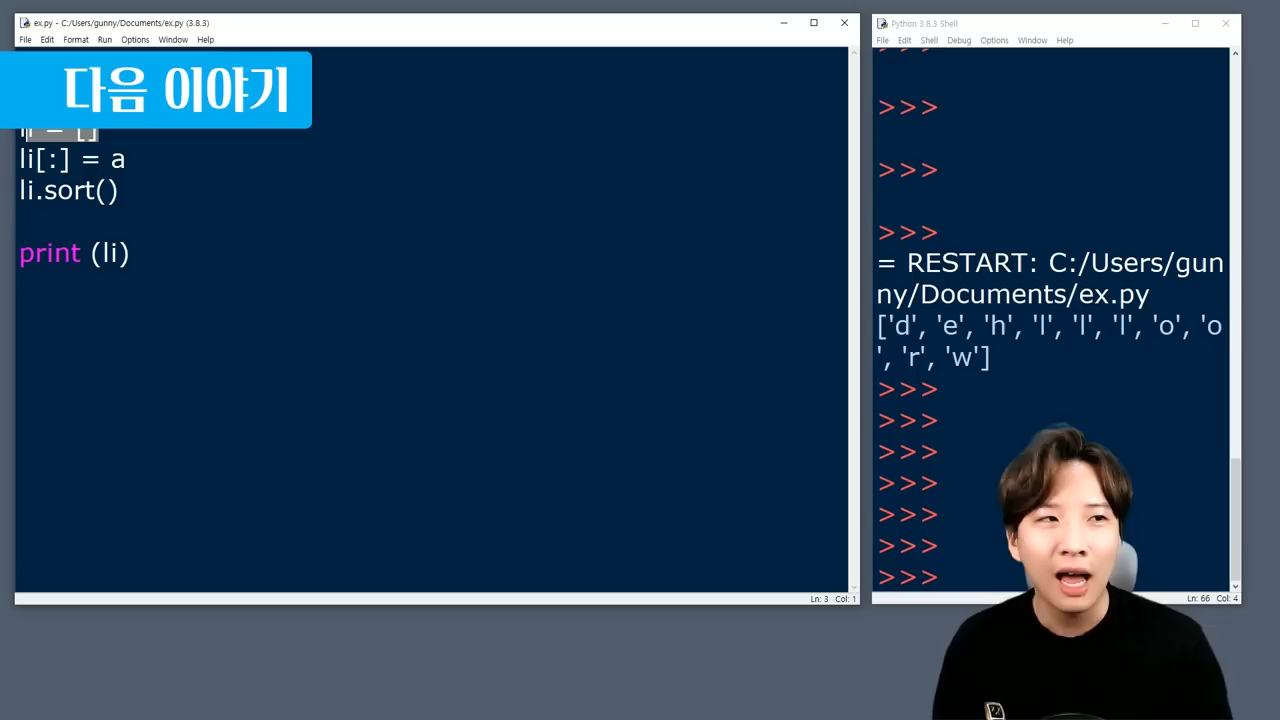 ex.py - C:/Users/gunny/Documents/ex.py (3.8.3)
File Edit Format Run Options Window Help
다음 이야기
li = []
li[:] = a
li.sort()
print (li)
Ln: 3 Col: 1
Python 3.8.3 Shell
File Edit Shell Debug Options Window Help
>>>
>>>
>>>
>>>
= RESTART: C:/Users/gun
ny/Documents/ex.py
['d', 'e', 'h', 'l', 'l', 'l', 'o', 'o
', 'r', 'w']
>>>
>>>
>>>
>>>
>>>
>>>
>>>
Ln: 66 Col: 4